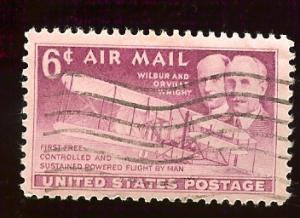 6¢ AIR MAIL
WILBUR AND
ORVILLE
WRIGHT
FIRST FREE
CONTROLLED AND
SUSTAINED POWERED FLIGHT BY MAN
UNITED STATES POSTAGE